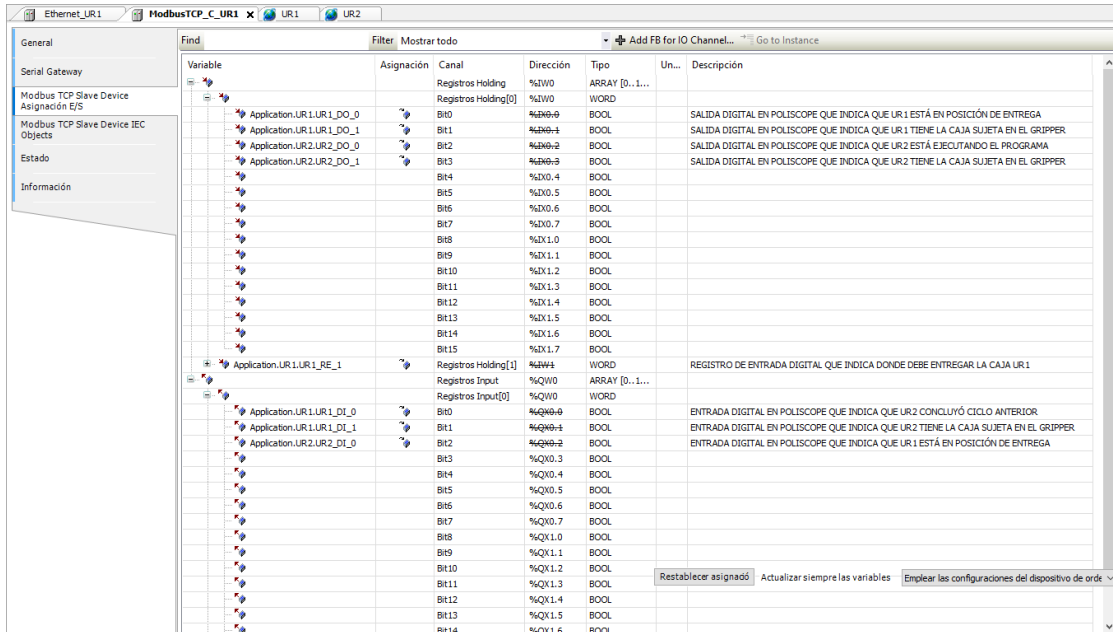 Ethernet_UR1 ModbusTCP_C_UR1 x UR1 UR2
General
Serial Gateway
Modbus TCP Slave Device
Asignación E/S
Modbus TCP Slave Device IEC
Objects
Estado
Información
Find Filter Mostrar todo Add FB for IO Channel... Go to Instance
Variable Asignación Canal Dirección Tipo Un... Descripción
Registros Holding %IW0 ARRAY [0..1...
Registros Holding[0] %IW0 WORD
Application.UR1.UR1_DO_0 Bit0 %IX0.0 BOOL SALIDA DIGITAL EN POLISCOPE QUE INDICA QUE UR1 ESTÁ EN POSICIÓN DE ENTREGA
Application.UR1.UR1_DO_1 Bit1 %IX0.1 BOOL SALIDA DIGITAL EN POLISCOPE QUE INDICA QUE UR1 TIENE LA CAJA SUJETA EN EL GRIPPER
Application.UR2.UR2_DO_0 Bit2 %IX0.2 BOOL SALIDA DIGITAL EN POLISCOPE QUE INDICA QUE UR2 ESTÁ EJECUTANDO EL PROGRAMA
Application.UR2.UR2_DO_1 Bit3 %IX0.3 BOOL SALIDA DIGITAL EN POLISCOPE QUE INDICA QUE UR2 TIENE LA CAJA SUJETA EN EL GRIPPER
Bit4 %IX0.4 BOOL
Bit5 %IX0.5 BOOL
Bit6 %IX0.6 BOOL
Bit7 %IX0.7 BOOL
Bit8 %IX1.0 BOOL
Bit9 %IX1.1 BOOL
Bit10 %IX1.2 BOOL
Bit11 %IX1.3 BOOL
Bit12 %IX1.4 BOOL
Bit13 %IX1.5 BOOL
Bit14 %IX1.6 BOOL
Bit15 %IX1.7 BOOL
Application.UR1.UR1_RE_1 Registros Holding[1] %IW1 WORD REGISTRO DE ENTRADA DIGITAL QUE INDICA DONDE DEBE ENTREGAR LA CAJA UR1
Registros Input %QW0 ARRAY [0..1...
Registros Input[0] %QW0 WORD
Application.UR1.UR1_DI_0 Bit0 %QX0.0 BOOL ENTRADA DIGITAL EN POLISCOPE QUE INDICA QUE UR2 CONCLUYÓ CICLO ANTERIOR
Application.UR1.UR1_DI_1 Bit1 %QX0.1 BOOL ENTRADA DIGITAL EN POLISCOPE QUE INDICA QUE UR2 TIENE LA CAJA SUJETA EN EL GRIPPER
Application.UR2.UR2_DI_0 Bit2 %QX0.2 BOOL ENTRADA DIGITAL EN POLISCOPE QUE INDICA QUE UR1 ESTÁ EN POSICIÓN DE ENTREGA
Bit3 %QX0.3 BOOL
Bit4 %QX0.4 BOOL
Bit5 %QX0.5 BOOL
Bit6 %QX0.6 BOOL
Bit7 %QX0.7 BOOL
Bit8 %QX1.0 BOOL
Bit9 %QX1.1 BOOL
Bit10 %QX1.2 BOOL
Bit11 %QX1.3 BOOL
Restablecer asignadó Actualizar siempre las variables Emplear las configuraciones del dispositivo de orde
Bit12 %QX1.4 BOOL
Bit13 %QX1.5 BOOL
Bit14 %QX1.6 BOOL